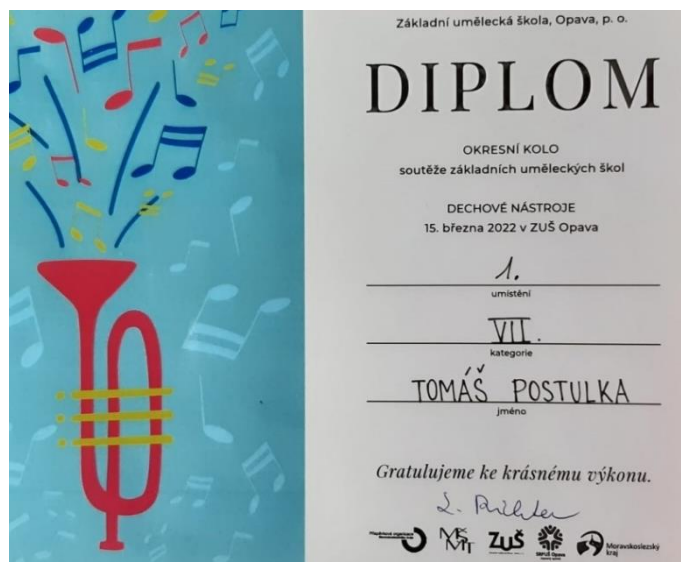 Základní umělecká škola, Opava, p. o.
DIPLOM
OKRESNÍ KOLO
soutěže základních uměleckých škol
DECHOVÉ NÁSTROJE
15. března 2022 v ZUŠ Opava
1.
umístění
VII.
kategorie
TOMÁŠ POSTULKA
jméno
Gratulujeme ke krásnému výkonu.
MŠMT
ZUŠ
Moravskoslezský
kraj